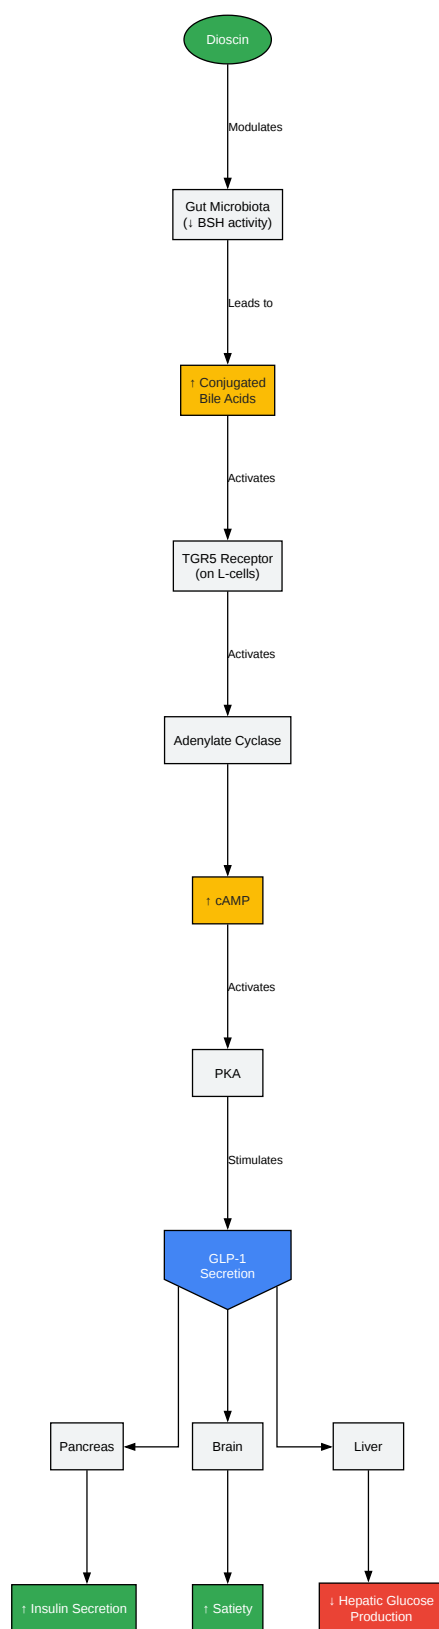 Dioscin
Modulates
Gut Microbiota
(↓ BSH activity)
Leads to
↑ Conjugated
Bile Acids
Activates
TGR5 Receptor
(on L-cells)
Activates
Adenylate Cyclase
↑ cAMP
Activates
PKA
Stimulates
GLP-1
Secretion
Pancreas
Brain
Liver
↑ Insulin Secretion
↑ Satiety
↓ Hepatic Glucose
Production